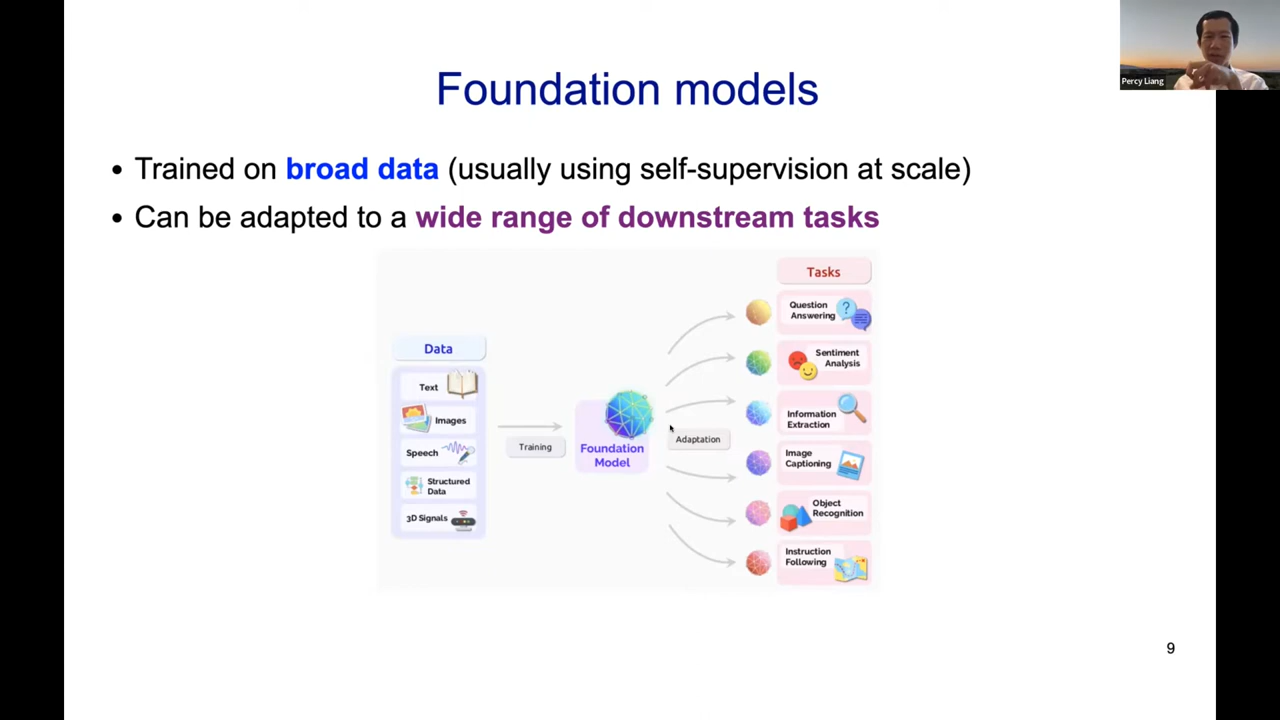 Percy Liang
Foundation models
• Trained on broad data (usually using self-supervision at scale)
• Can be adapted to a wide range of downstream tasks
Data
Text
Images
Speech
Structured
Data
3D Signals
Training
Foundation
Model
Adaptation
Tasks
Question
Answering
?
Sentiment
Analysis
Information
Extraction
Image
Captioning
Object
Recognition
Instruction
Following
9